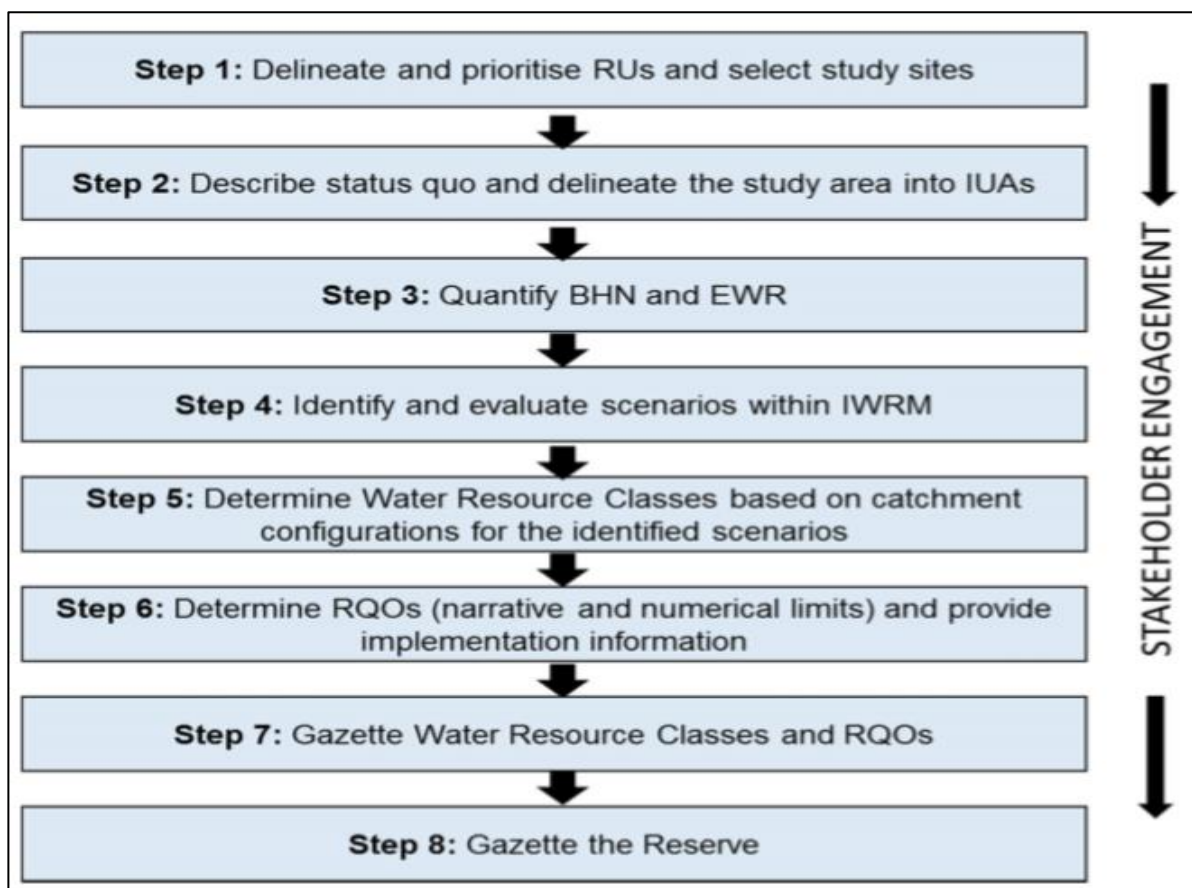 Step 1: Delineate and prioritise RUs and select study sites
Step 2: Describe status quo and delineate the study area into IUAs
Step 3: Quantify BHN and EWR
Step 4: Identify and evaluate scenarios within IWRM
Step 5: Determine Water Resource Classes based on catchment
configurations for the identified scenarios
Step 6: Determine RQOs (narrative and numerical limits) and provide
implementation information
Step 7: Gazette Water Resource Classes and RQOs
Step 8: Gazette the Reserve
STAKEHOLDER ENGAGEMENT